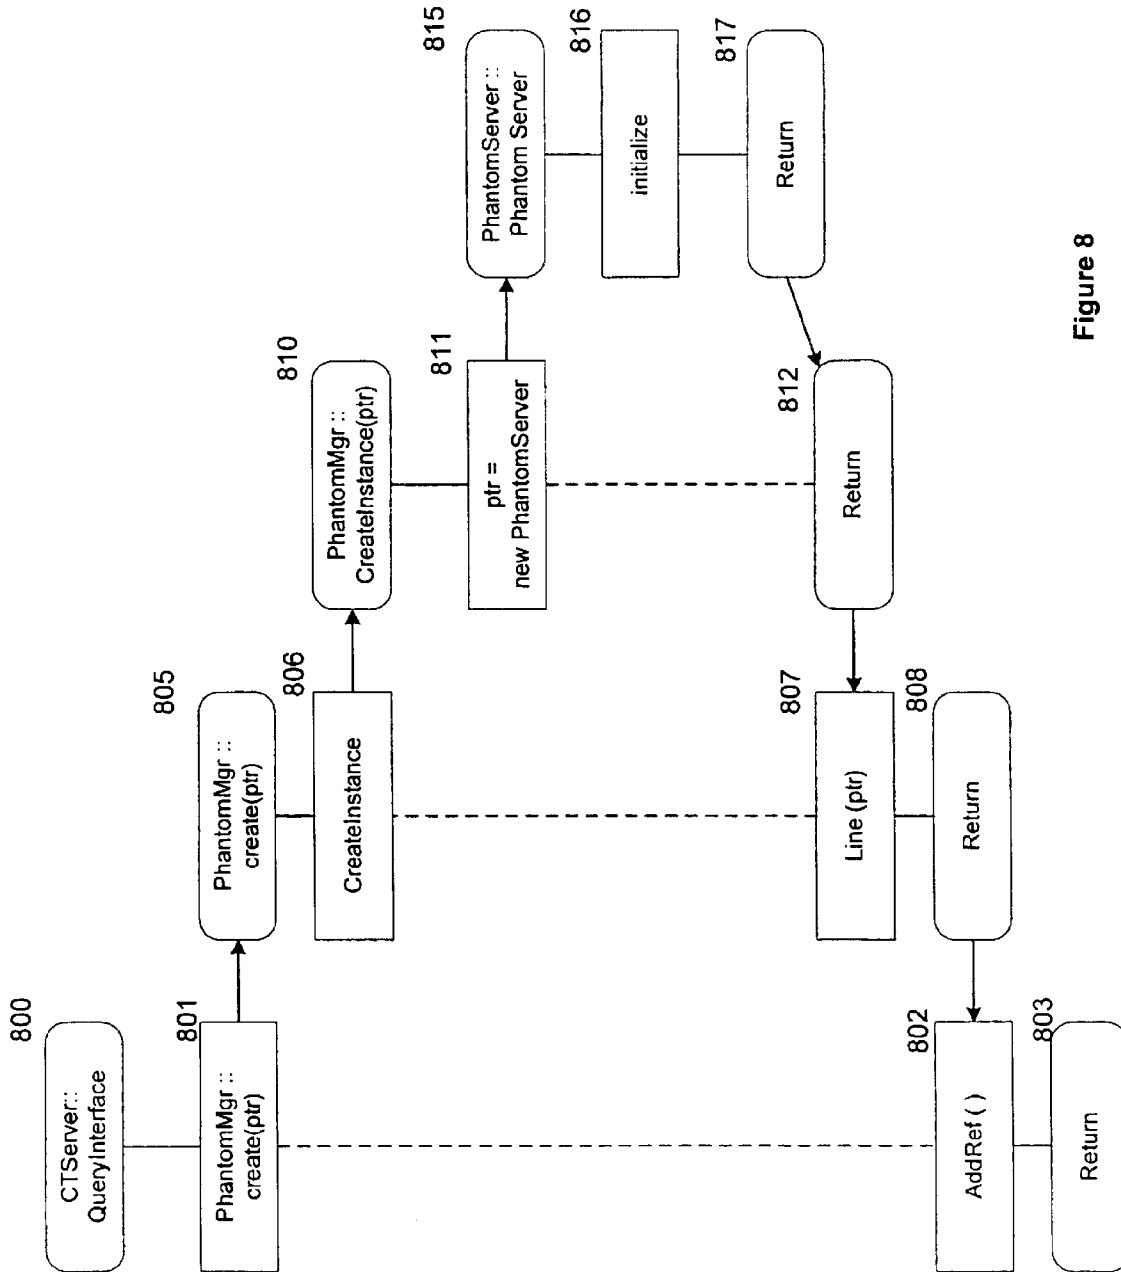 800
CTServer::
QueryInterface
801
PhantomMgr ::
create(ptr)
802
AddRef ( )
803
Return
805
PhantomMgr ::
create(ptr)
806
CreateInstance
807
Line (ptr)
808
Return
810
PhantomMgr ::
CreateInstance(ptr)
811
ptr =
new PhantomServer
812
Return
815
PhantomServer ::
Phantom Server
816
initialize
817
Return
Figure 8